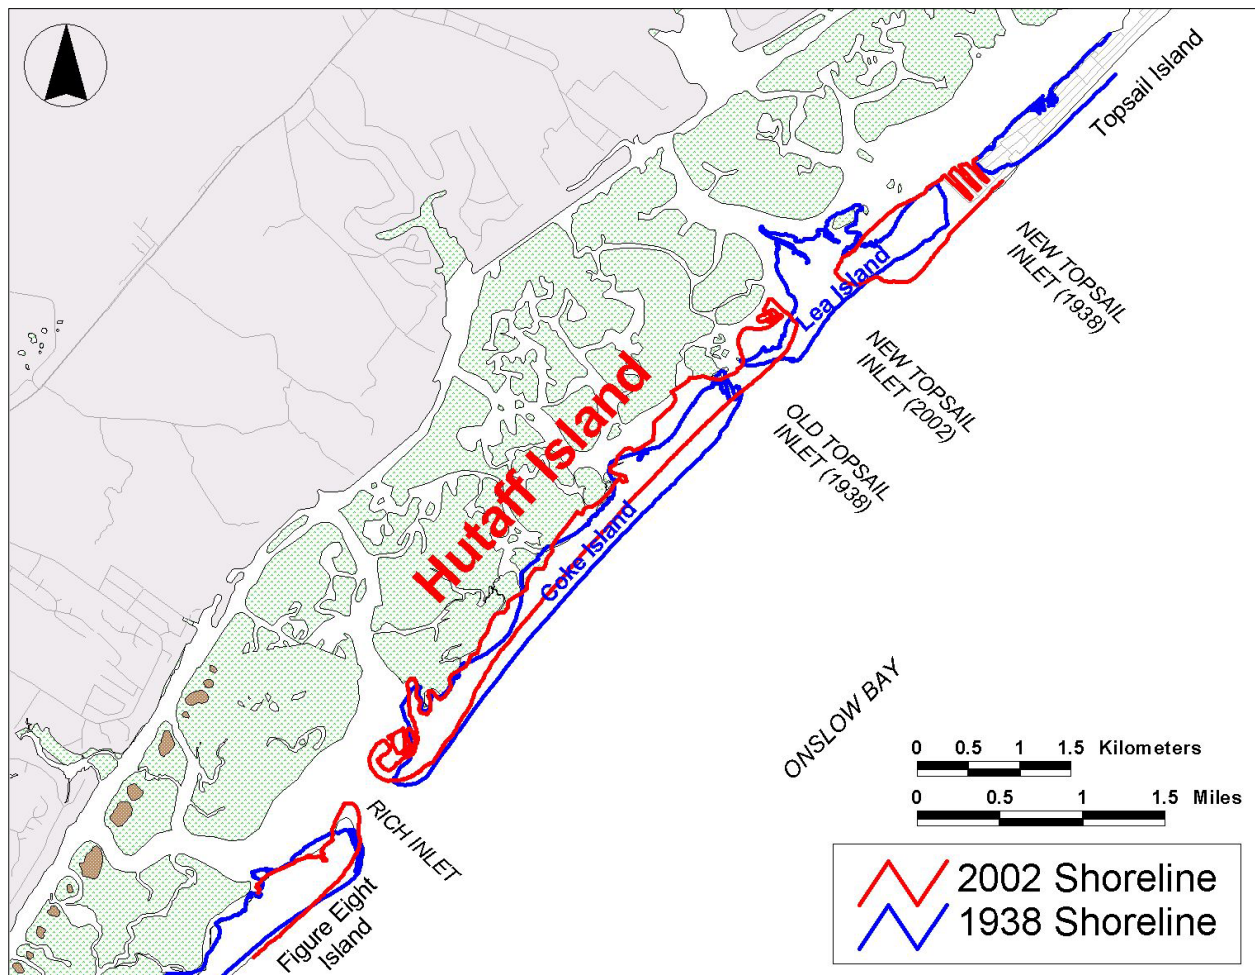 Topsail Island
NEW TOPSAIL
INLET (1938)
Lea Island
NEW TOPSAIL
INLET (2002)
Hutaff Island
OLD TOPSAIL
INLET (1938)
Coke Island
ONSLOW BAY
0 0.5 1 1.5 Kilometers
0 0.5 1 1.5 Miles
RICH INLET
Figure Eight
Island
2002 Shoreline
1938 Shoreline